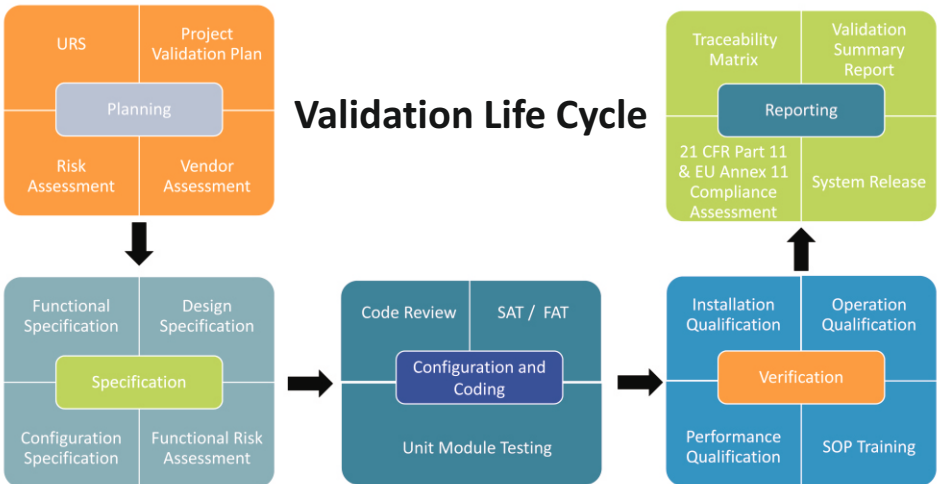 Validation Life Cycle
URS
Project
Validation Plan
Planning
Risk
Assessment
Vendor
Assessment
Functional
Specification
Design
Specification
Specification
Configuration
Specification
Functional Risk
Assessment
Code Review
SAT / FAT
Configuration and
Coding
Unit Module Testing
Installation
Qualification
Operation
Qualification
Verification
Performance
Qualification
SOP Training
Traceability
Matrix
Validation
Summary
Report
Reporting
21 CFR Part 11
& EU Annex 11
Compliance
Assessment
System Release